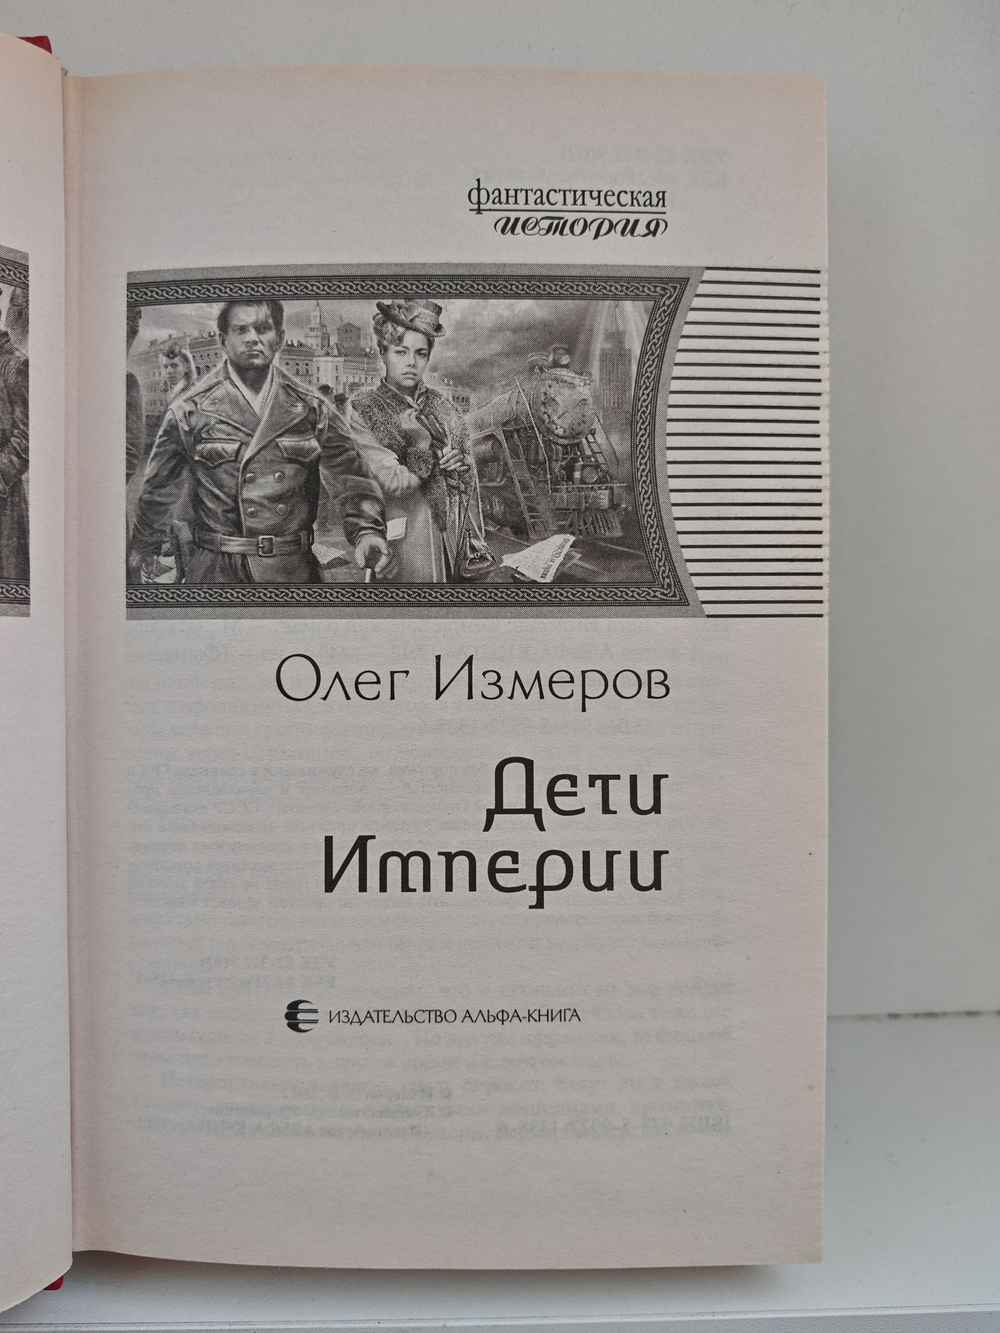 фантастическая
история
Олег Измеров
Дети
Империи
ИЗДАТЕЛЬСТВО АЛЬФА-КНИГА